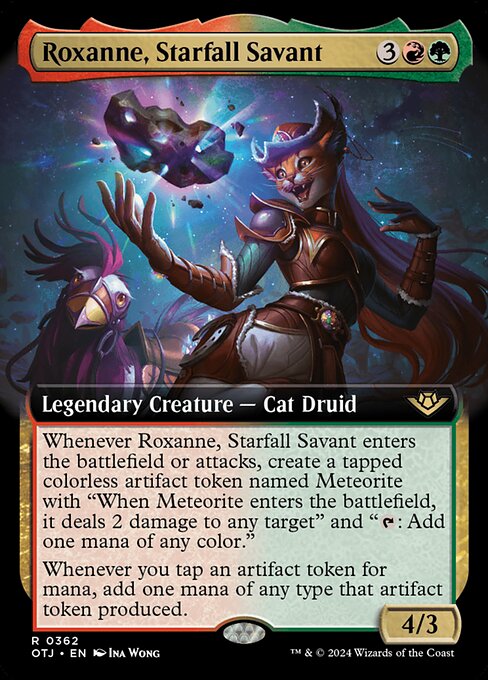 Roxanne, Starfall Savant 3
Legendary Creature — Cat Druid
Whenever Roxanne, Starfall Savant enters
the battlefield or attacks, create a tapped
colorless artifact token named Meteorite
with “When Meteorite enters the battlefield,
it deals 2 damage to any target” and “: Add
one mana of any color.”
Whenever you tap an artifact token for
mana, add one mana of any type that artifact
token produced.
4/3
R 0362
OTJ • EN Ina Wong
™ & © 2024 Wizards of the Coast